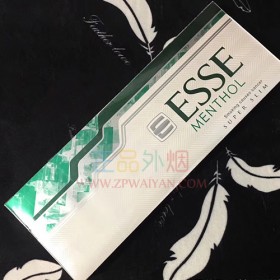 Feather love
ESSE
MENTHOL
SUPER SLIM
正品外烟
WWW.ZPWAIYAN.COM